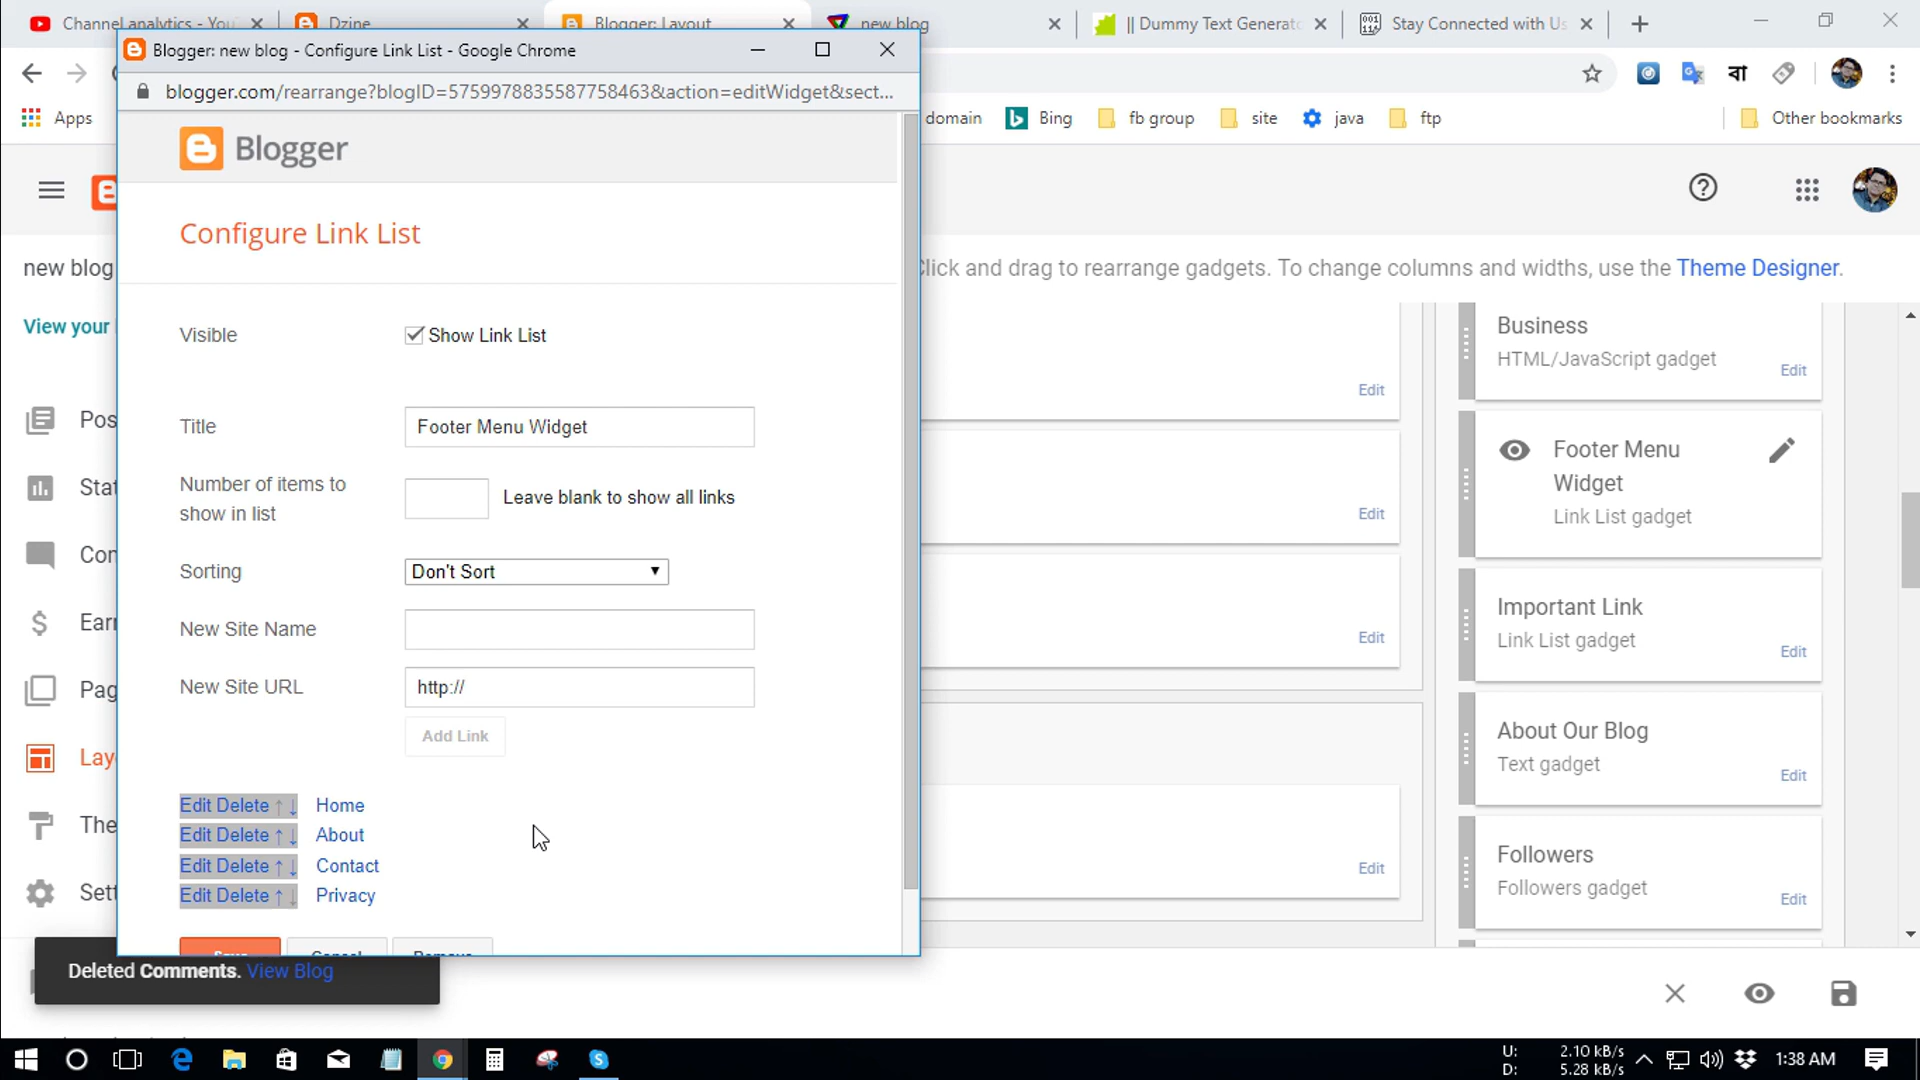 Channel analytics - You
Dzine
Blogger: Layout
new blog
|| Dummy Text Generato
Stay Connected with Us
Blogger: new blog - Configure Link List - Google Chrome
blogger.com/rearrange?blogID=5759978835587758463&action=editWidget&sect...
Apps
domain
Bing
fb group
site
java
ftp
Other bookmarks
বা
Blogger
Configure Link List
new blog
Click and drag to rearrange gadgets. To change columns and widths, use the Theme Designer.
View your
Visible
Show Link List
Title
Footer Menu Widget
Number of items to
show in list
Leave blank to show all links
Sorting
Don't Sort
New Site Name
New Site URL
http://
Add Link
Edit Delete ↑ ↓ Home
Edit Delete ↑ ↓ About
Edit Delete ↑ ↓ Contact
Edit Delete ↑ ↓ Privacy
Save
Cancel
Remove
Pos
Stat
Con
Earn
Pag
Layo
The
Sett
Edit
Edit
Edit
Edit
Business
HTML/JavaScript gadget
Edit
Footer Menu
Widget
Link List gadget
Important Link
Link List gadget
Edit
About Our Blog
Text gadget
Edit
Followers
Followers gadget
Edit
Deleted Comments. View Blog
U: 2.10 kB/s
D: 5.28 kB/s
1:38 AM